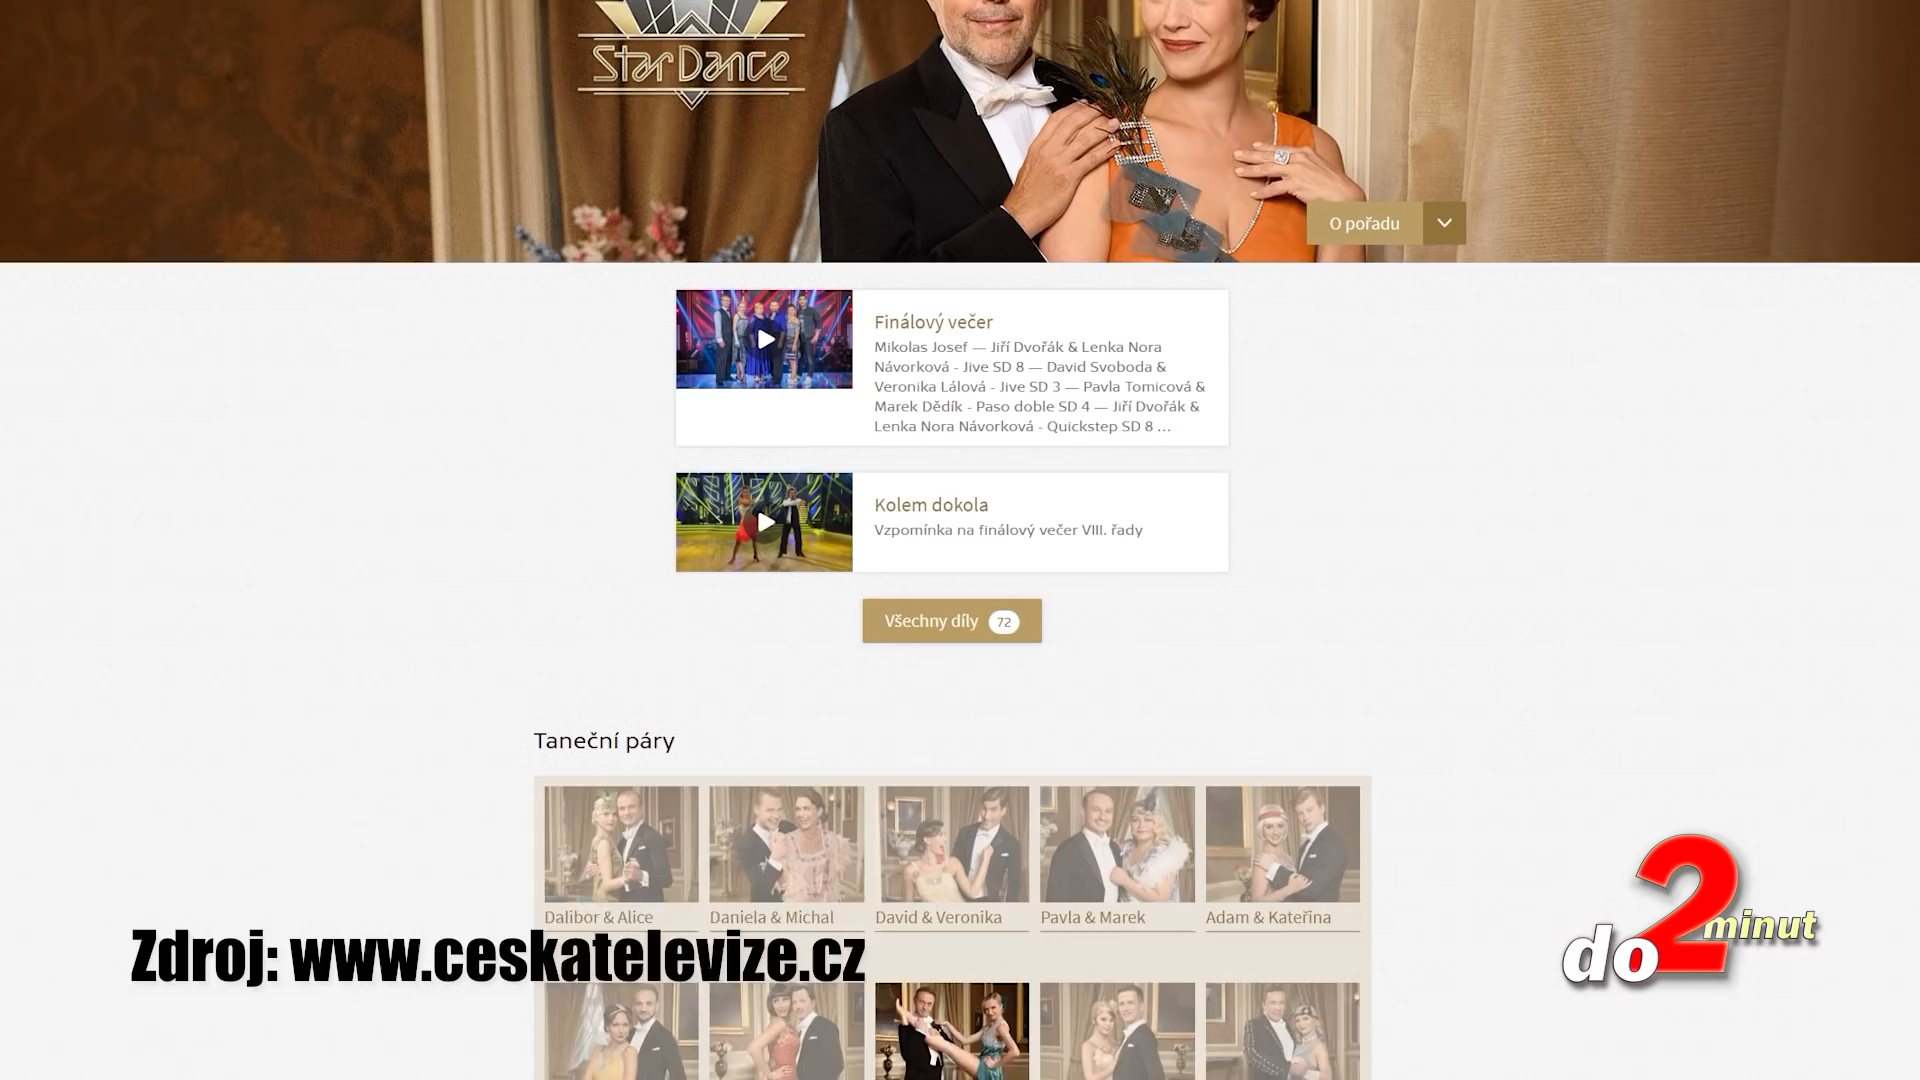 StarDance
O pořadu
Finálový večer
Mikolas Josef — Jiří Dvořák & Lenka Nora
Návorková - Jive SD 8 — David Svoboda &
Veronika Lálová - Jive SD 3 — Pavla Tomicová &
Marek Dědík - Paso doble SD 4 — Jiří Dvořák &
Lenka Nora Návorková - Quickstep SD 8 ...
Kolem dokola
Vzpomínka na finálový večer VIII. řady
Všechny díly 72
Taneční páry
Dalibor & Alice
Daniela & Michal
David & Veronika
Pavla & Marek
Adam & Kateřina
Zdroj: www.ceskatelevize.cz
do 2 minut